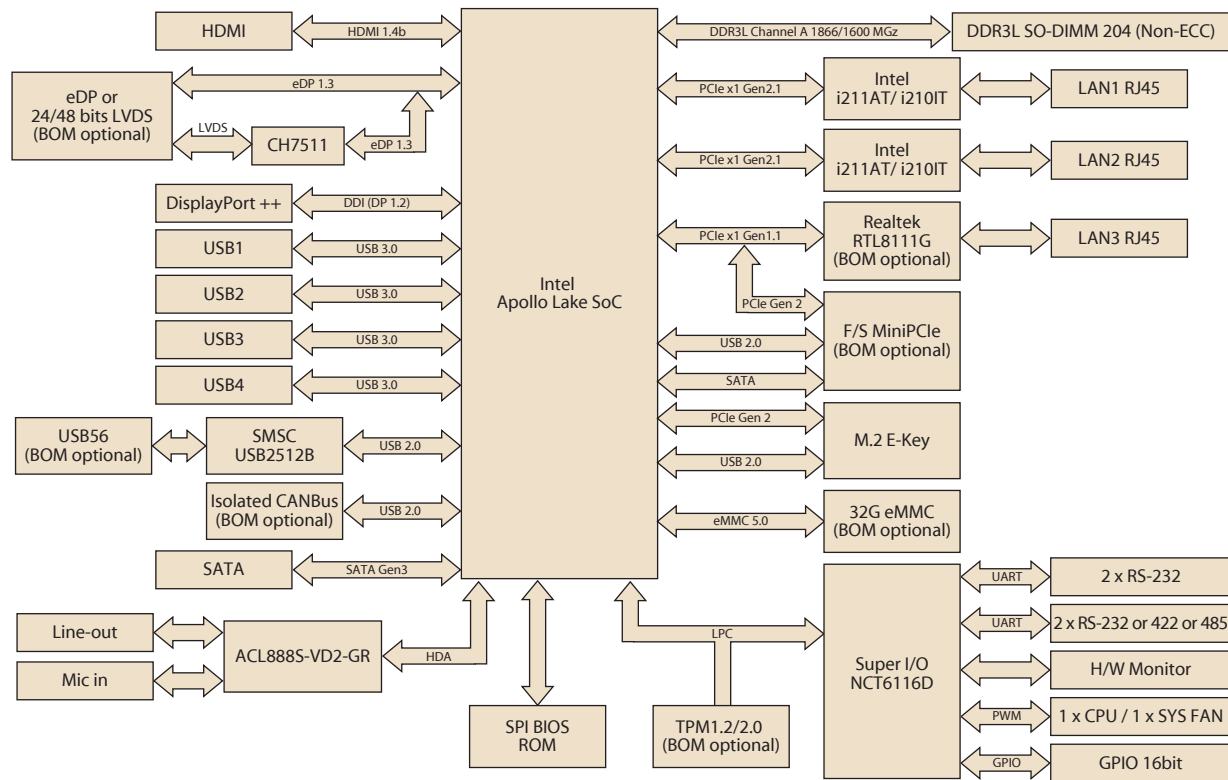 HDMI
HDMI 1.4b
eDP or
24/48 bits LVDS
(BOM optional)
eDP 1.3
LVDS
CH7511
eDP 1.3
DisplayPort ++
DDI (DP 1.2)
USB1
USB 3.0
USB2
USB 3.0
USB3
USB 3.0
USB4
USB 3.0
USB56
(BOM optional)
SMSC
USB2512B
USB 2.0
Isolated CANBus
(BOM optional)
USB 2.0
SATA
SATA Gen3
Line-out
Mic in
ACL888S-VD2-GR
HDA
Intel
Apollo Lake SoC
SPI BIOS
ROM
TPM1.2/2.0
(BOM optional)
LPC
DDR3L Channel A 1866/1600 MGz
DDR3L SO-DIMM 204 (Non-ECC)
PCIe x1 Gen2.1
Intel
i211AT/ i210IT
LAN1 RJ45
PCIe x1 Gen2.1
Intel
i211AT/ i210IT
LAN2 RJ45
PCIe x1 Gen1.1
Realtek
RTL8111G
(BOM optional)
LAN3 RJ45
PCIe Gen 2
USB 2.0
SATA
F/S MiniPCIe
(BOM optional)
PCIe Gen 2
USB 2.0
M.2 E-Key
eMMC 5.0
32G eMMC
(BOM optional)
Super I/O
NCT6116D
UART
2 x RS-232
UART
2 x RS-232 or 422 or 485
H/W Monitor
PWM
1 x CPU / 1 x SYS FAN
GPIO
GPIO 16bit